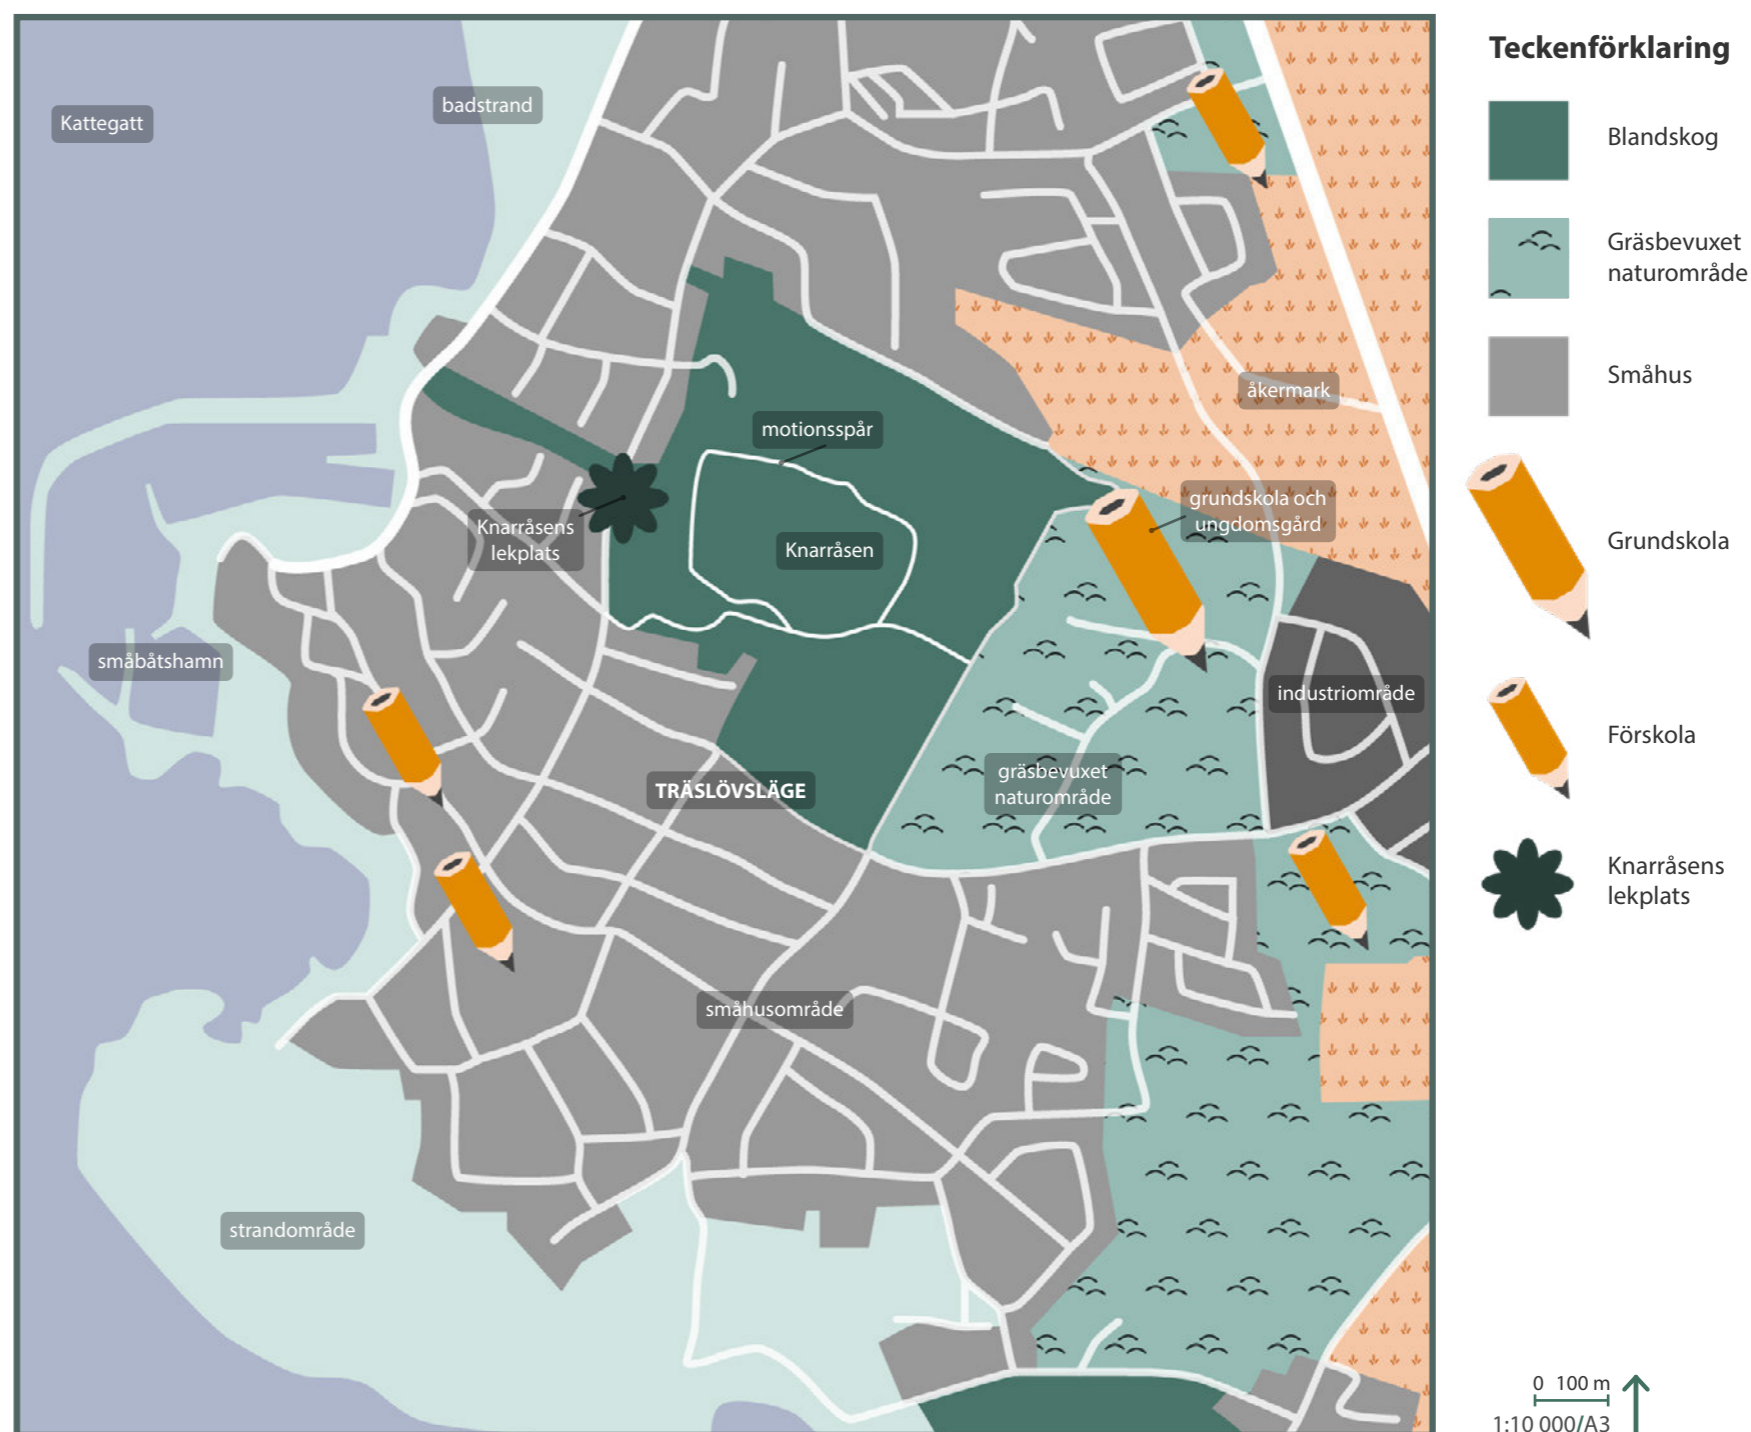 Kattegatt
badstrand
motionsspår
Knarråsens
lekplats
Knarråsen
åkermark
grundskola och
ungdomsgård
småbåtshamn
industriområde
TRÄSLÖVSLÄGE
gräsbevuxet
naturområde
småhusområde
strandområde
Teckenförklaring
Blandskog
Gräsbevuxet
naturområde
Småhus
Grundskola
Förskola
Knarråsens
lekplats
0 100 m
1:10 000/A3